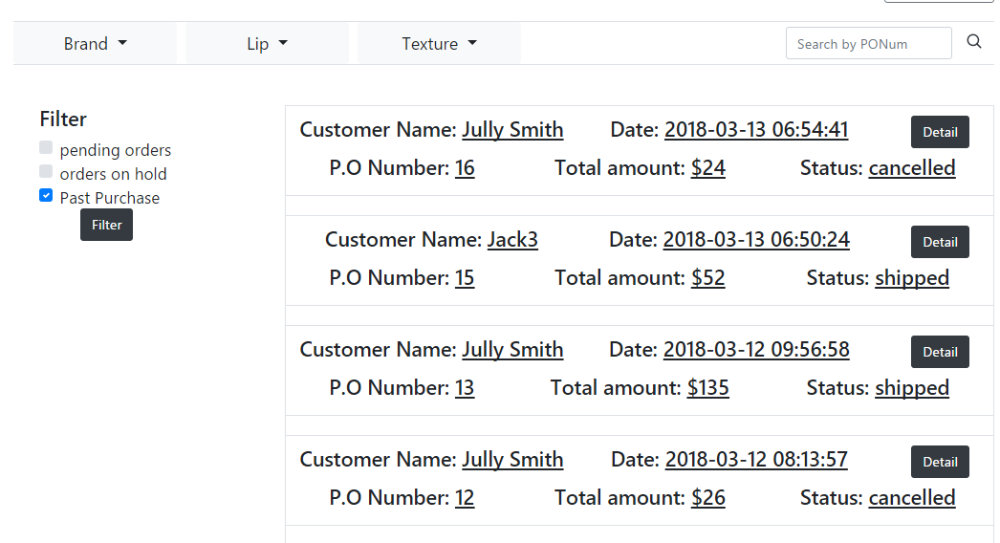 Brand Lip Texture Search by PONum
Filter
pending orders
orders on hold
Past Purchase
Filter
Customer Name: Jully Smith Date: 2018-03-13 06:54:41 Detail
P.O Number: 16 Total amount: $24 Status: cancelled
Customer Name: Jack3 Date: 2018-03-13 06:50:24 Detail
P.O Number: 15 Total amount: $52 Status: shipped
Customer Name: Jully Smith Date: 2018-03-12 09:56:58 Detail
P.O Number: 13 Total amount: $135 Status: shipped
Customer Name: Jully Smith Date: 2018-03-12 08:13:57 Detail
P.O Number: 12 Total amount: $26 Status: cancelled